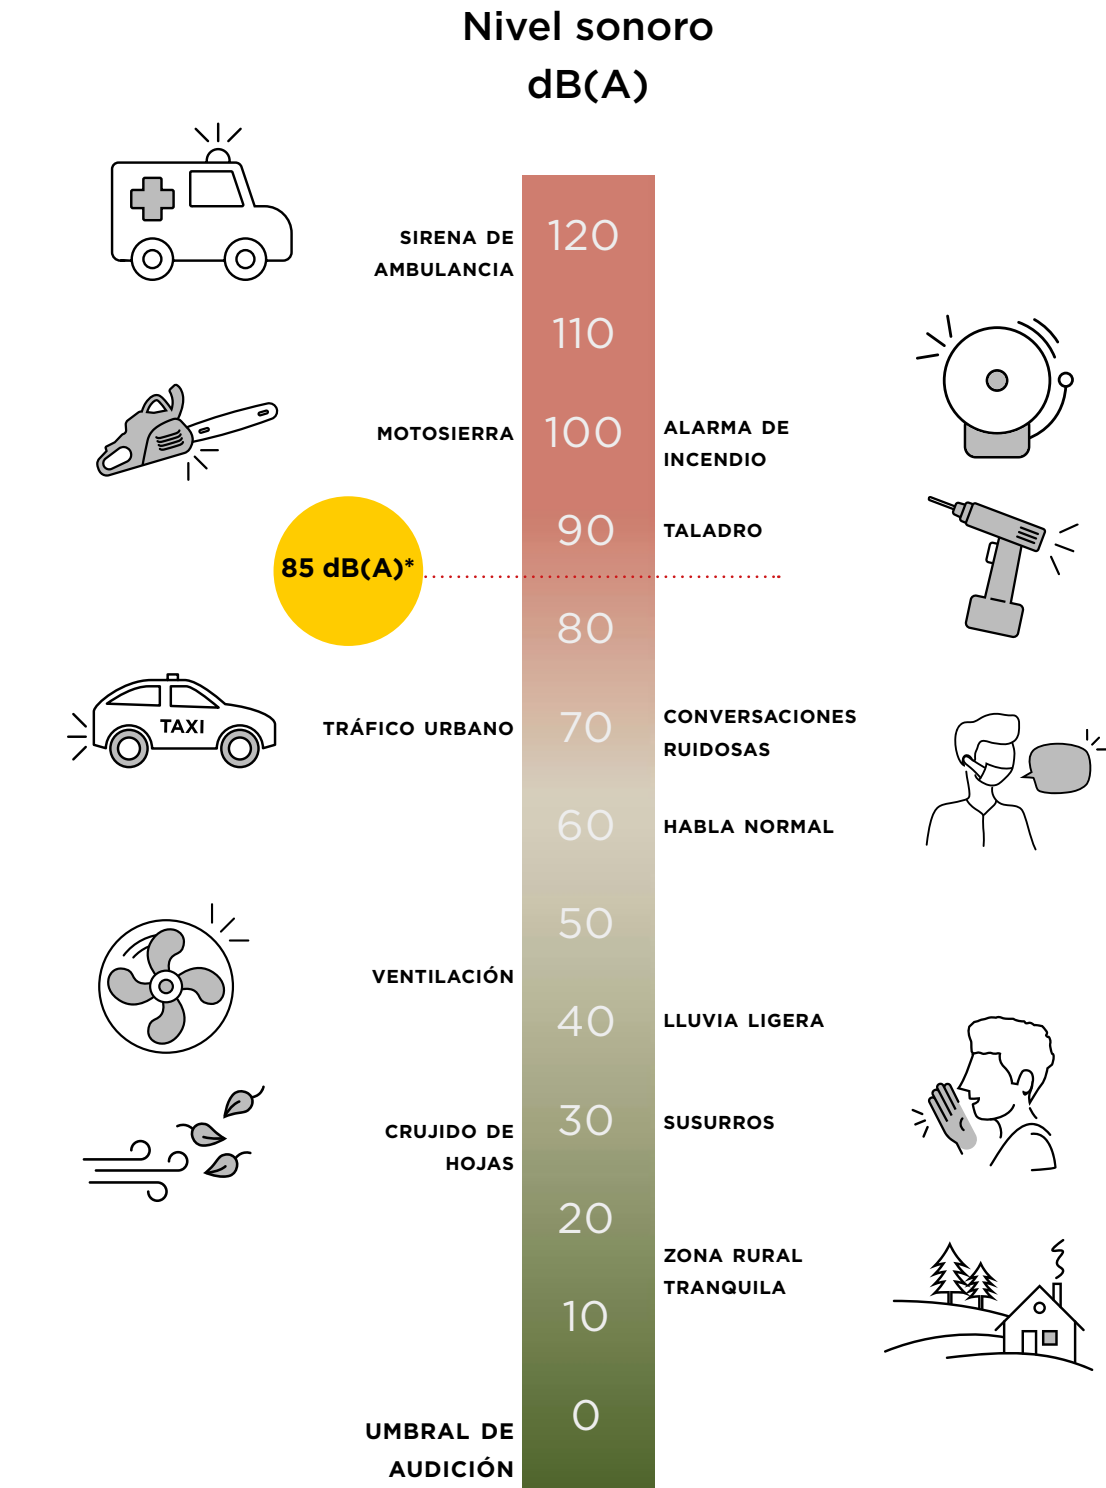 Nivel sonoro
dB(A)
SIRENA DE
AMBULANCIA
120
110
MOTOSIERRA
100
ALARMA DE
INCENDIO
90
TALADRO
85 dB(A)*
80
TAXI
TRÁFICO URBANO
70
CONVERSACIONES
RUIDOSAS
60
HABLA NORMAL
50
VENTILACIÓN
40
LLUVIA LIGERA
CRUJIDO DE
HOJAS
30
SUSURROS
20
ZONA RURAL
TRANQUILA
10
0
UMBRAL DE
AUDICIÓN